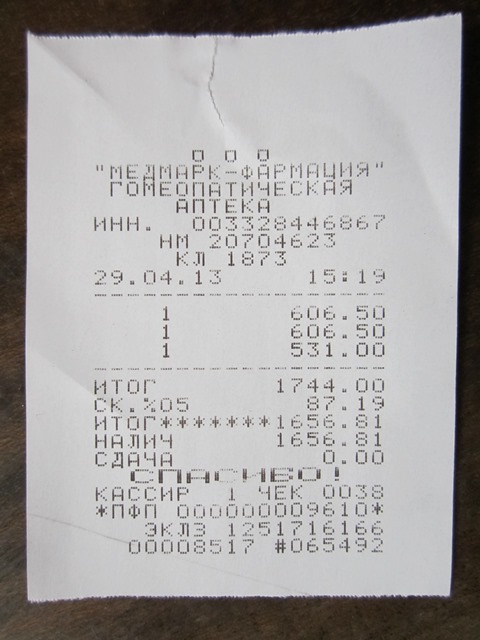 О О О
"МЕДМАРК-ФАРМАЦИЯ"
ГОМЕОПАТИЧЕСКАЯ
АПТЕКА
ИНН. 003328446867
НМ 20704623
КЛ 1873
29.04.13 15:19
1 606.50
1 606.50
1 531.00
ИТОГ 1744.00
СК.%05 87.19
ИТОГ*******1656.81
НАЛИЧ 1656.81
СДАЧА 0.00
СПАСИБО!
КАССИР 1 ЧЕК 0038
*ПФП 000000009610*
ЭКЛЗ 1251716166
00008517 #065492